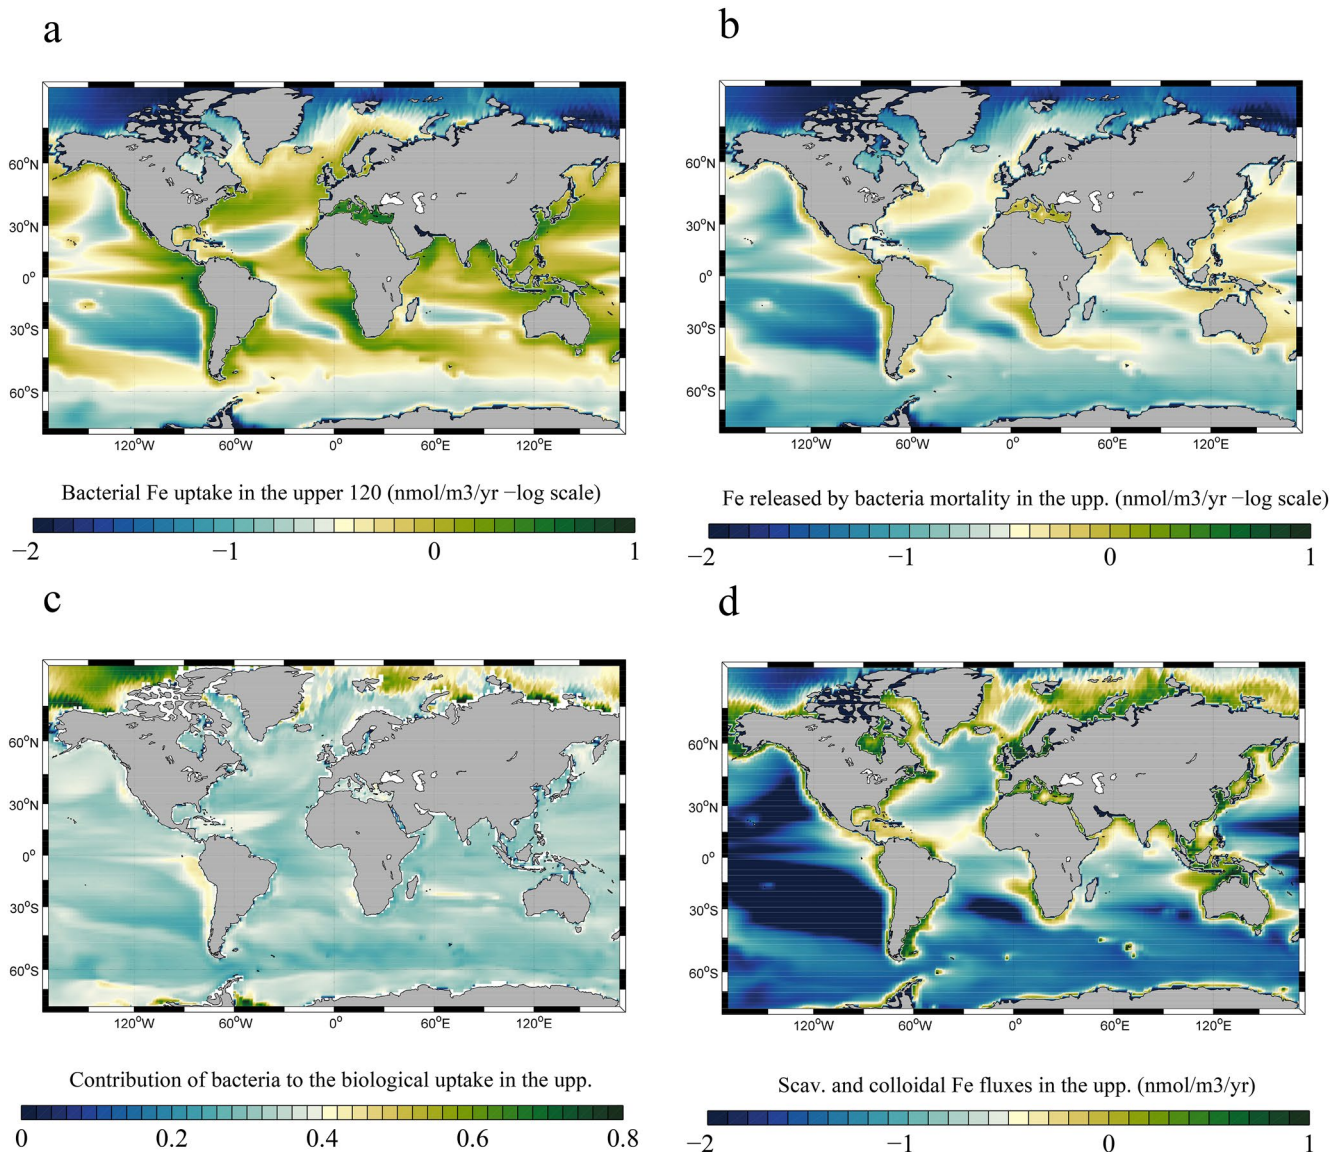 a
60°N
30°N
0°
30°S
60°S
120°W 60°W 0° 60°E 120°E
Bacterial Fe uptake in the upper 120 (nmol/m3/yr −log scale)
−2 −1 0 1
b
60°N
30°N
0°
30°S
60°S
120°W 60°W 0° 60°E 120°E
Fe released by bacteria mortality in the upp. (nmol/m3/yr −log scale)
−2 −1 0 1
c
60°N
30°N
0°
30°S
60°S
120°W 60°W 0° 60°E 120°E
Contribution of bacteria to the biological uptake in the upp.
0 0.2 0.4 0.6 0.8
d
60°N
30°N
0°
30°S
60°S
120°W 60°W 0° 60°E 120°E
Scav. and colloidal Fe fluxes in the upp. (nmol/m3/yr)
−2 −1 0 1